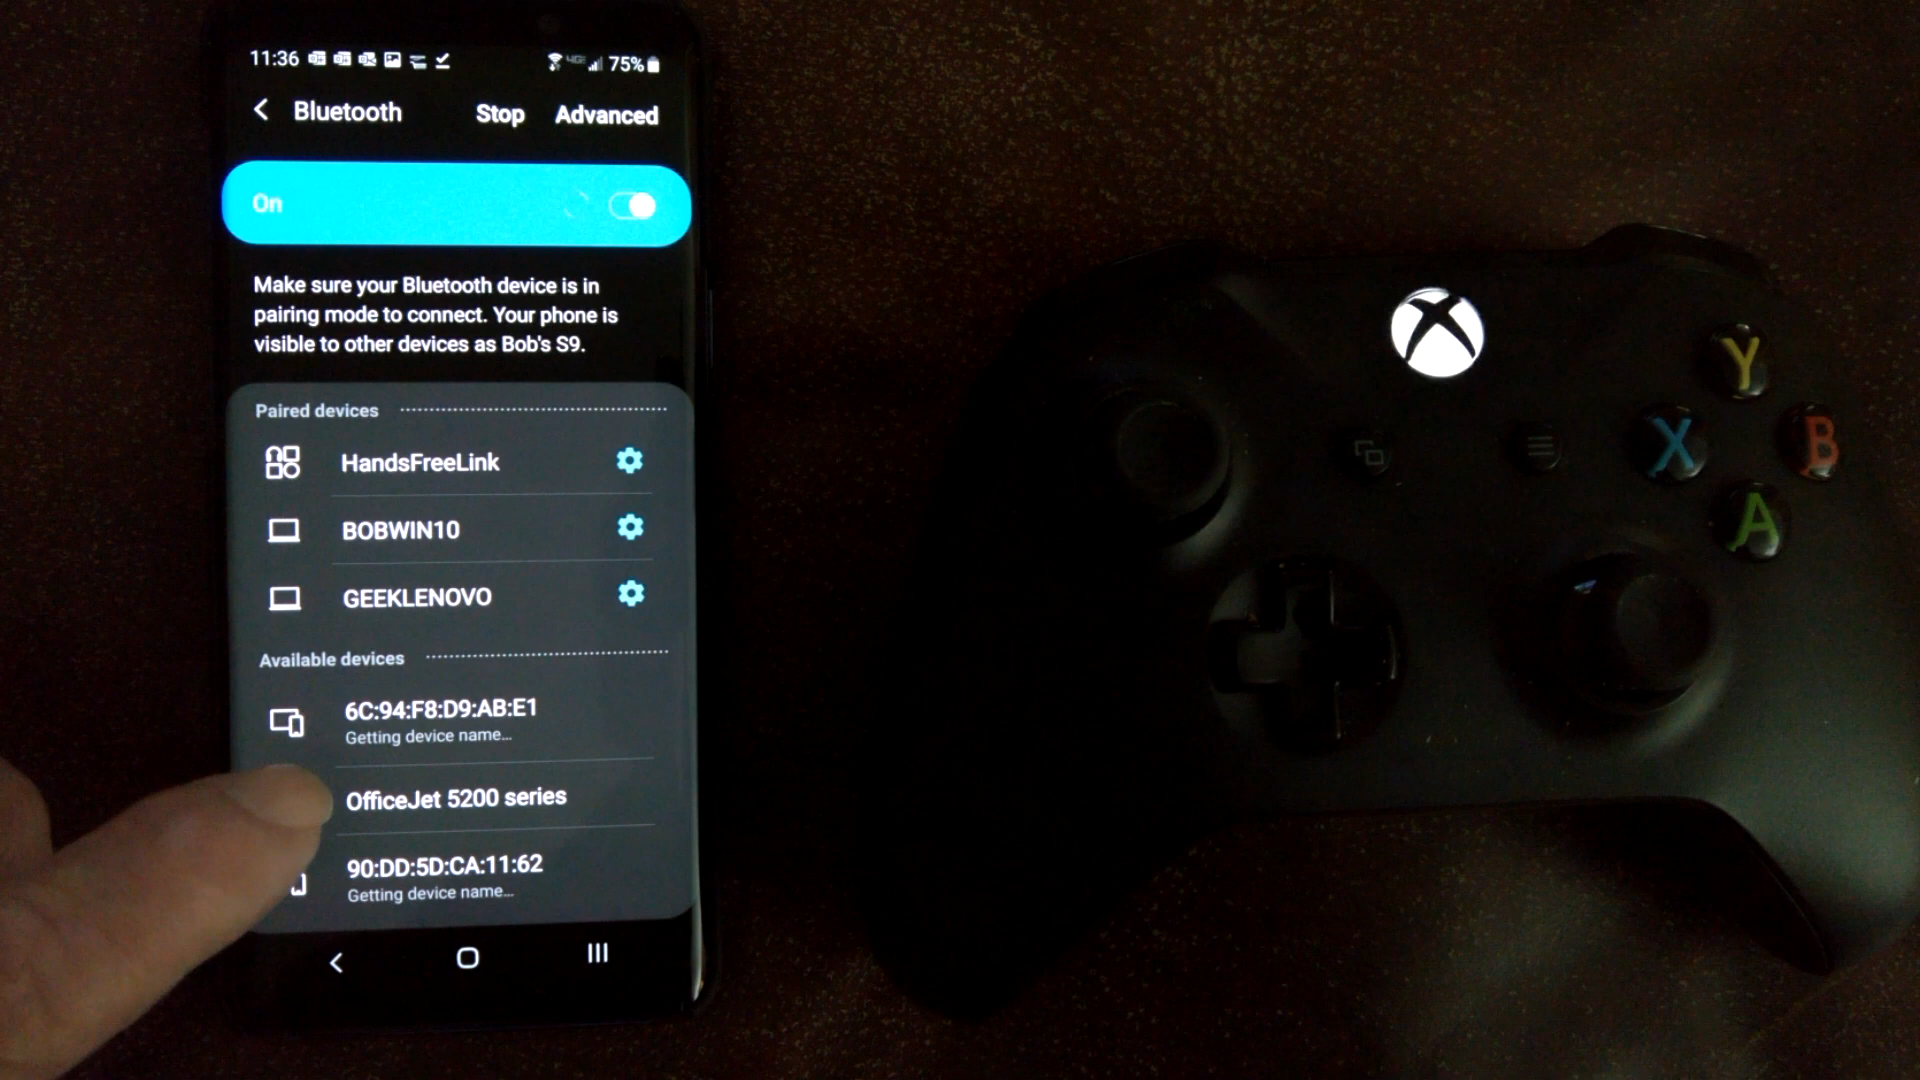 11:36 75%
Bluetooth Stop Advanced
On
Make sure your Bluetooth device is in
pairing mode to connect. Your phone is
visible to other devices as Bob's S9.
Paired devices
HandsFreeLink
BOBWIN10
GEEKLENOVO
Available devices
6C:94:F8:D9:AB:E1
Getting device name...
OfficeJet 5200 series
90:DD:5D:CA:11:62
Getting device name...
Y
X B
A